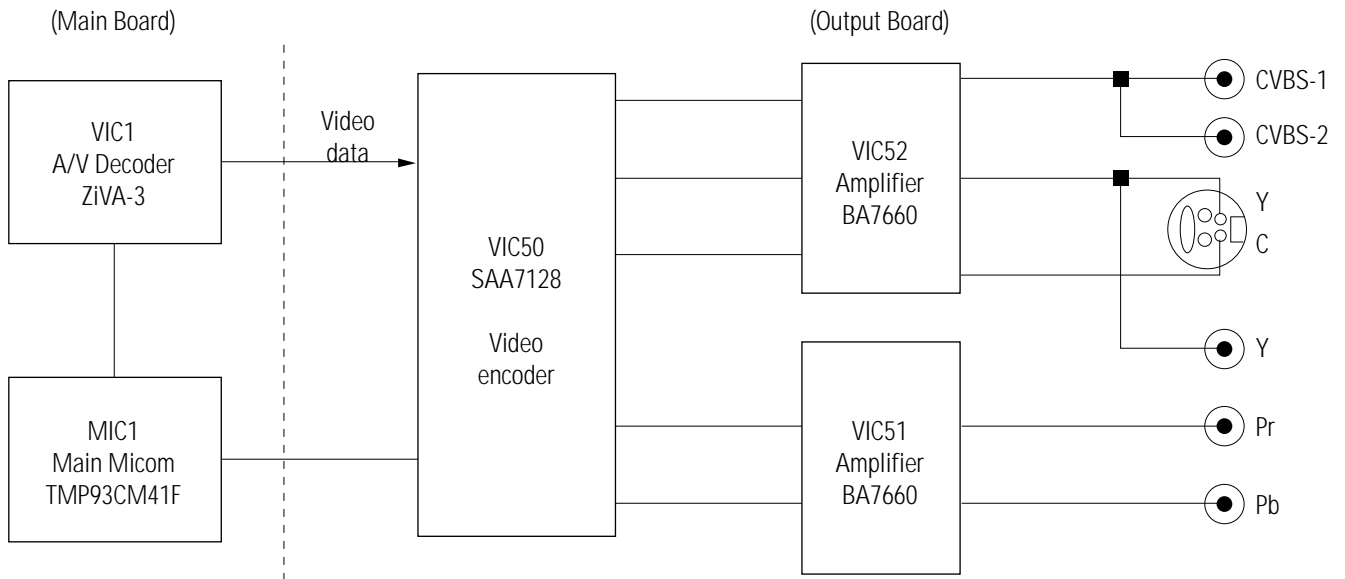 (Main Board)
(Output Board)
VIC1
A/V Decoder
ZiVA-3
Video
data
VIC50
SAA7128
Video
encoder
MIC1
Main Micom
TMP93CM41F
VIC52
Amplifier
BA7660
VIC51
Amplifier
BA7660
CVBS-1
CVBS-2
Y
C
Y
Pr
Pb